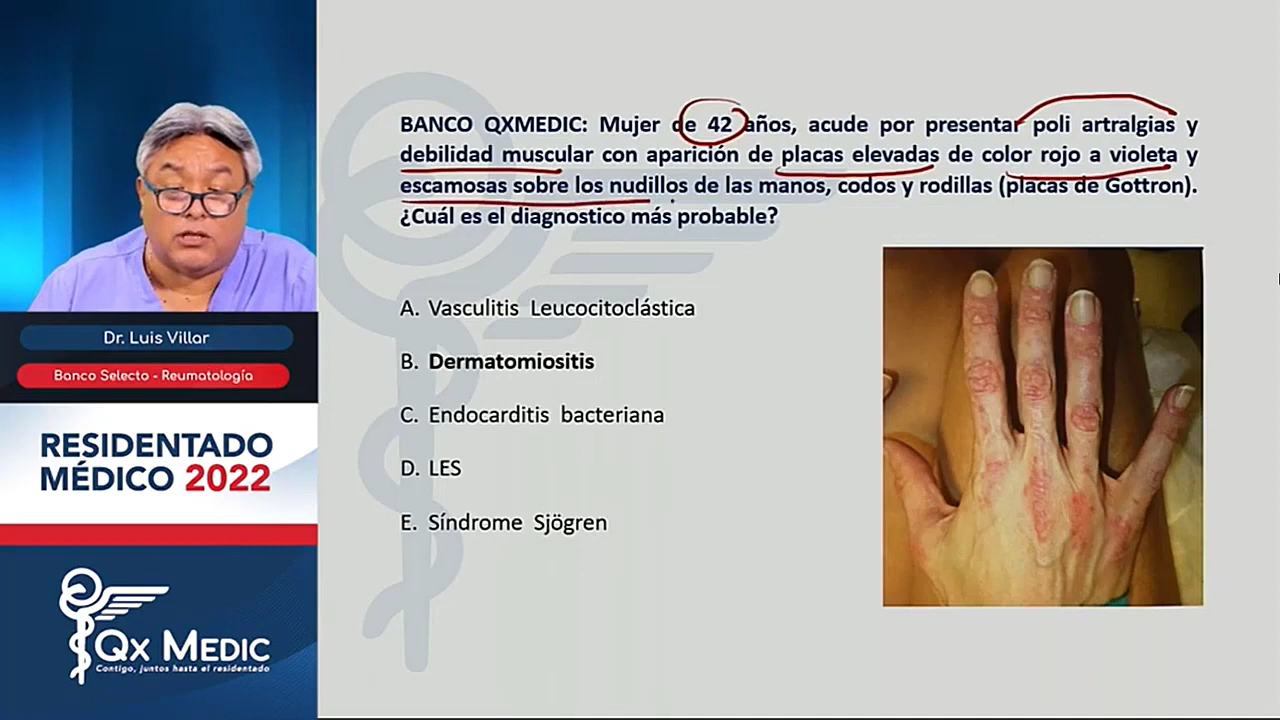 Dr. Luis Villar
Banco Selecto - Reumatología
RESIDENTADO
MÉDICO 2022
QX MEDIC
Contigo, juntos hasta el residentado
BANCO QXMEDIC: Mujer de 42 años, acude por presentar poli artralgias y
debilidad muscular con aparición de placas elevadas de color rojo a violeta y
escamosas sobre los nudillos de las manos, codos y rodillas (placas de Gottron).
¿Cuál es el diagnostico más probable?
A. Vasculitis Leucocitoclástica
B. Dermatomiositis
C. Endocarditis bacteriana
D. LES
E. Síndrome Sjögren